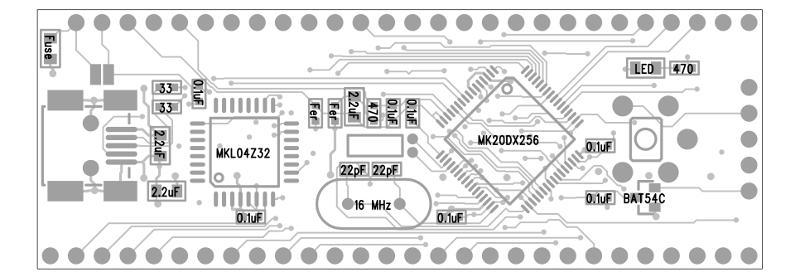 Fuse
33
33
0.1uF
2.2uF
2.2uF
MKL04Z32
0.1uF
Fer
Fer
2.2uF
470
0.1uF
0.1uF
22pF
22pF
16 MHz
0.1uF
MK20DX256
LED
470
0.1uF
0.1uF
BAT54C